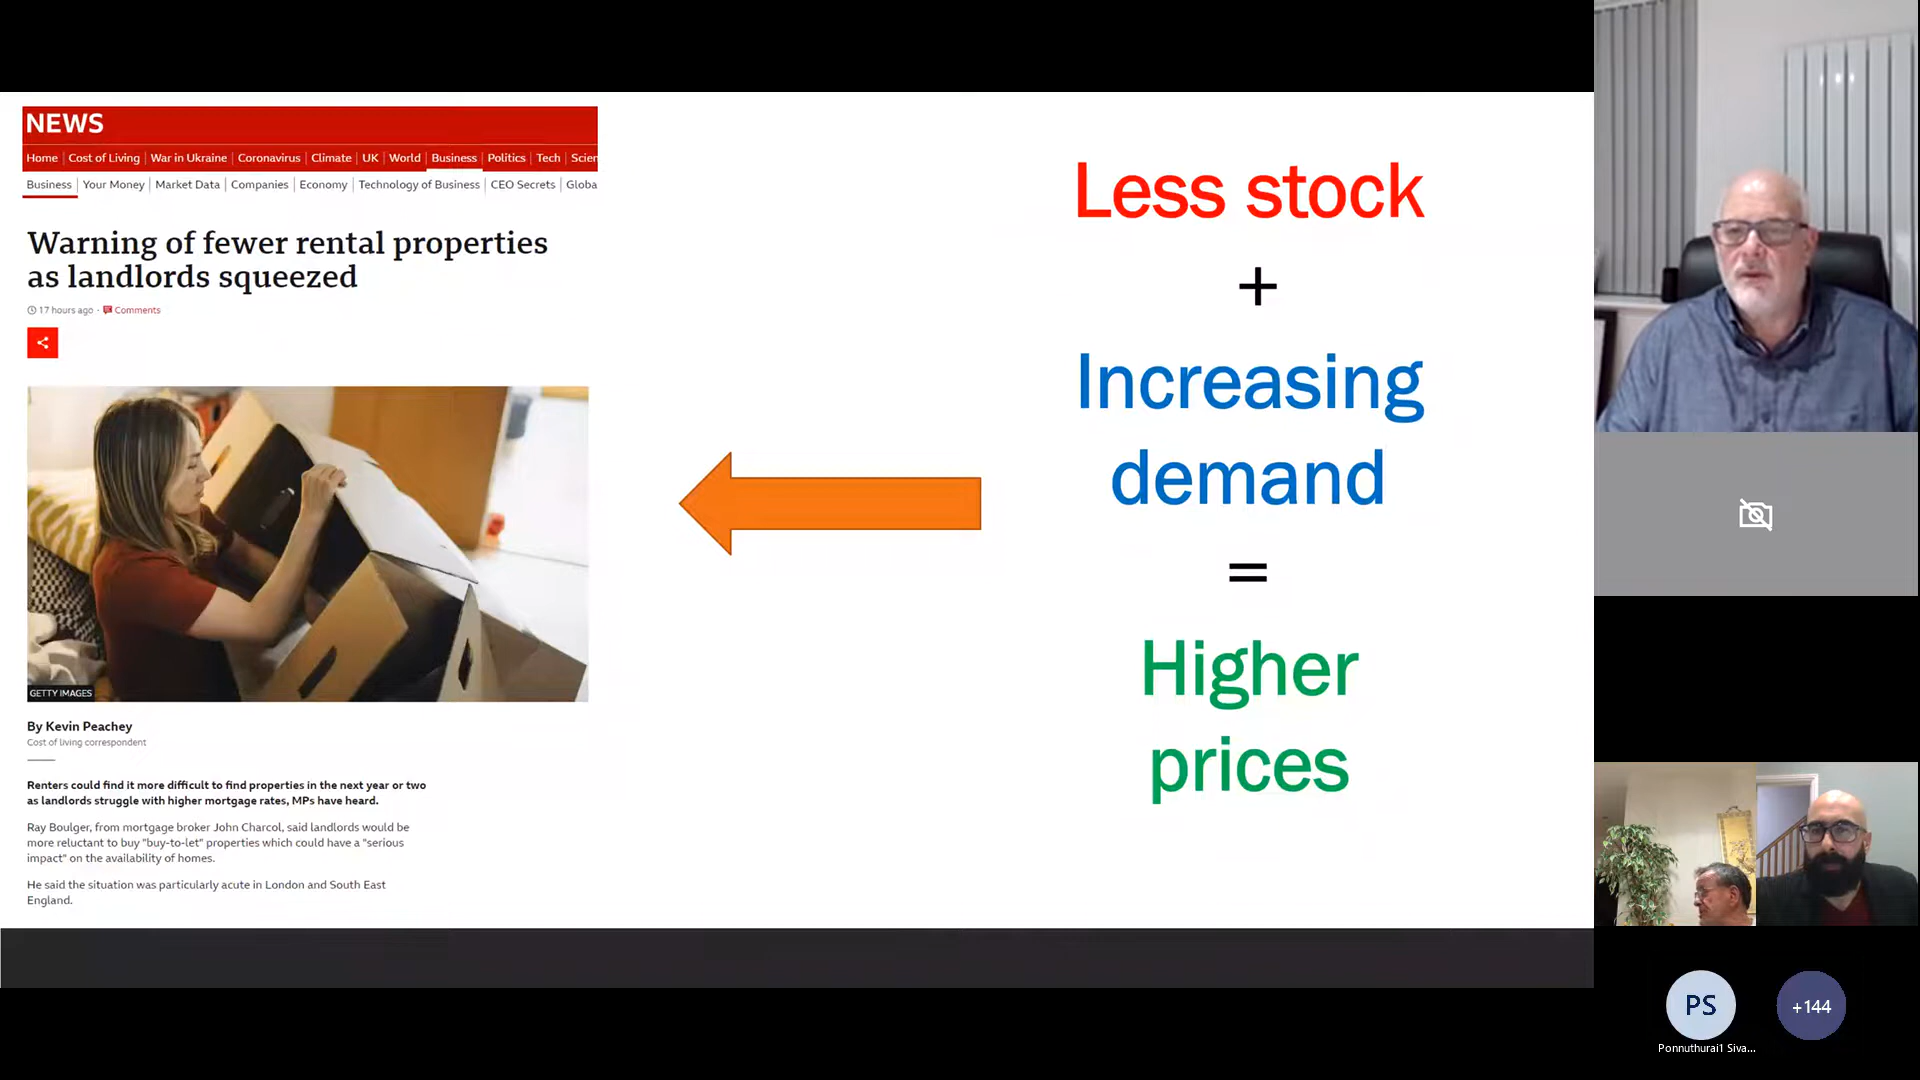 NEWS
Home | Cost of Living | War in Ukraine | Coronavirus | Climate | UK | World | Business | Politics | Tech | Scien
Business | Your Money | Market Data | Companies | Economy | Technology of Business | CEO Secrets | Globa
Warning of fewer rental properties
as landlords squeezed
17 hours ago · Comments
GETTY IMAGES
By Kevin Peachey
Cost of living correspondent
Renters could find it more difficult to find properties in the next year or two
as landlords struggle with higher mortgage rates, MPs have heard.
Ray Boulger, from mortgage broker John Charcol, said landlords would be
more reluctant to buy "buy-to-let" properties which could have a "serious
impact" on the availability of homes.
He said the situation was particularly acute in London and South East
England.
Less stock
+
Increasing
demand
=
Higher
prices
PS
+144
Ponnuthurai1 Siva...